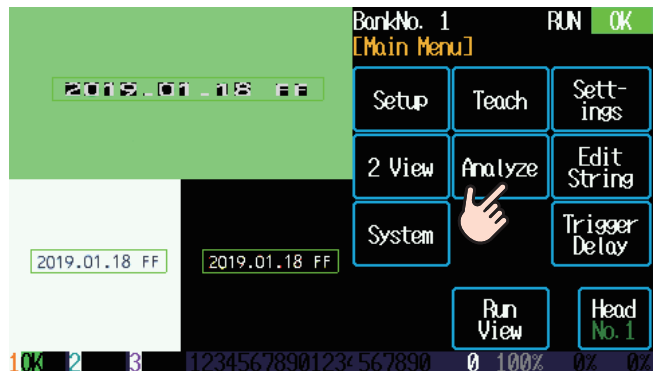 BankNo. 1 RUN OK
[Main Menu]
2019.01.18 FF
Setup Teach Sett-
ings
2 View Analyze Edit
String
System Trigger
Delay
2019.01.18 FF 2019.01.18 FF
Run
View Head
No.1
1OK 2 3 12345678901234567890 0 100% 0% 0%